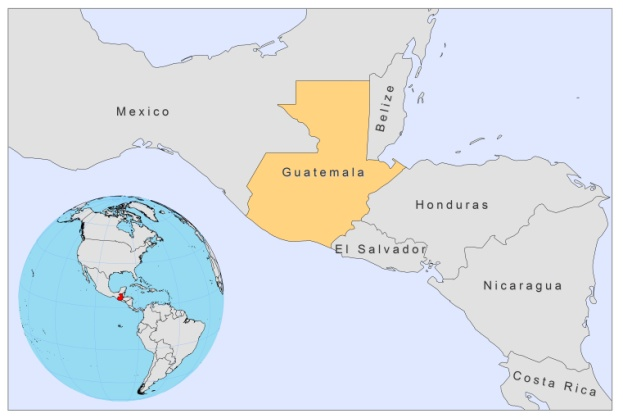 Mexico
Belize
Guatemala
Honduras
El Salvador
Nicaragua
Costa Rica